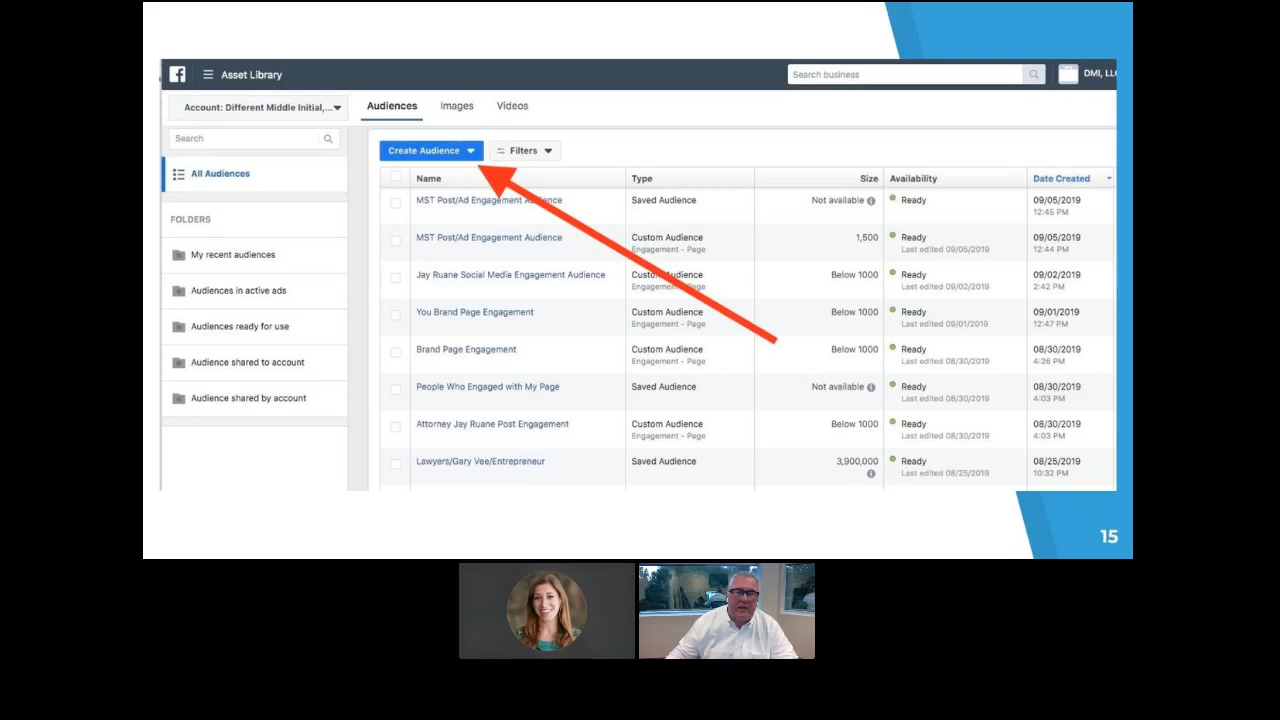 Asset Library
Search business
DMI, LL
Account: Different Middle Initial,...
Audiences
Images
Videos
Search
Create Audience
Filters
All Audiences
Name
Type
Size
Availability
Date Created
MST Post/Ad Engagement Audience
Saved Audience
Not available
Ready
09/05/2019
12:45 PM
FOLDERS
MST Post/Ad Engagement Audience
Custom Audience
Engagement - Page
1,500
Ready
Last edited 09/05/2019
09/05/2019
12:44 PM
My recent audiences
Jay Ruane Social Media Engagement Audience
Custom Audience
Engagement - Page
Below 1000
Ready
Last edited 09/02/2019
09/02/2019
2:42 PM
Audiences in active ads
You Brand Page Engagement
Custom Audience
Engagement - Page
Below 1000
Ready
Last edited 09/01/2019
09/01/2019
12:47 PM
Audiences ready for use
Brand Page Engagement
Custom Audience
Engagement - Page
Below 1000
Ready
Last edited 08/30/2019
08/30/2019
4:26 PM
Audience shared to account
People Who Engaged with My Page
Saved Audience
Not available
Ready
Last edited 08/30/2019
08/30/2019
4:03 PM
Audience shared by account
Attorney Jay Ruane Post Engagement
Custom Audience
Engagement - Page
Below 1000
Ready
Last edited 08/30/2019
08/30/2019
4:03 PM
Lawyers/Gary Vee/Entrepreneur
Saved Audience
3,900,000
Ready
Last edited 08/25/2019
08/25/2019
10:32 PM
15